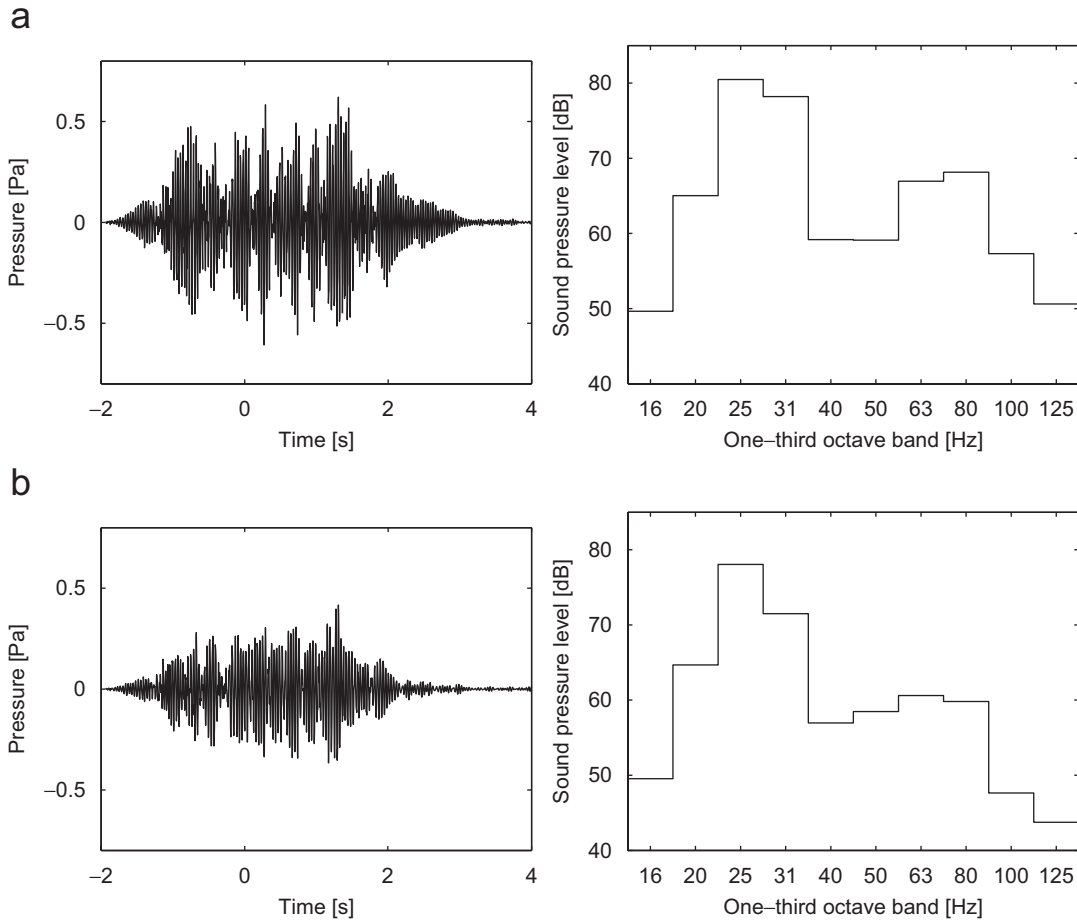 a
Pressure [Pa]
0.5
0
−0.5
−2 0 2 4
Time [s]
Sound pressure level [dB]
80
70
60
50
40
16 20 25 31 40 50 63 80 100 125
One−third octave band [Hz]
b
Pressure [Pa]
0.5
0
−0.5
−2 0 2 4
Time [s]
Sound pressure level [dB]
80
70
60
50
40
16 20 25 31 40 50 63 80 100 125
One−third octave band [Hz]